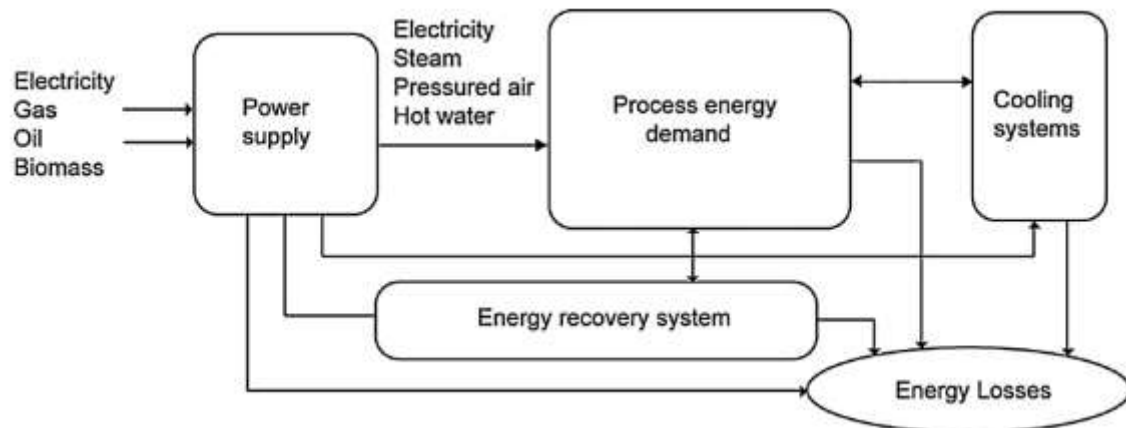 Electricity
Gas
Oil
Biomass
Power
supply
Electricity
Steam
Pressured air
Hot water
Process energy
demand
Cooling
systems
Energy recovery system
Energy Losses